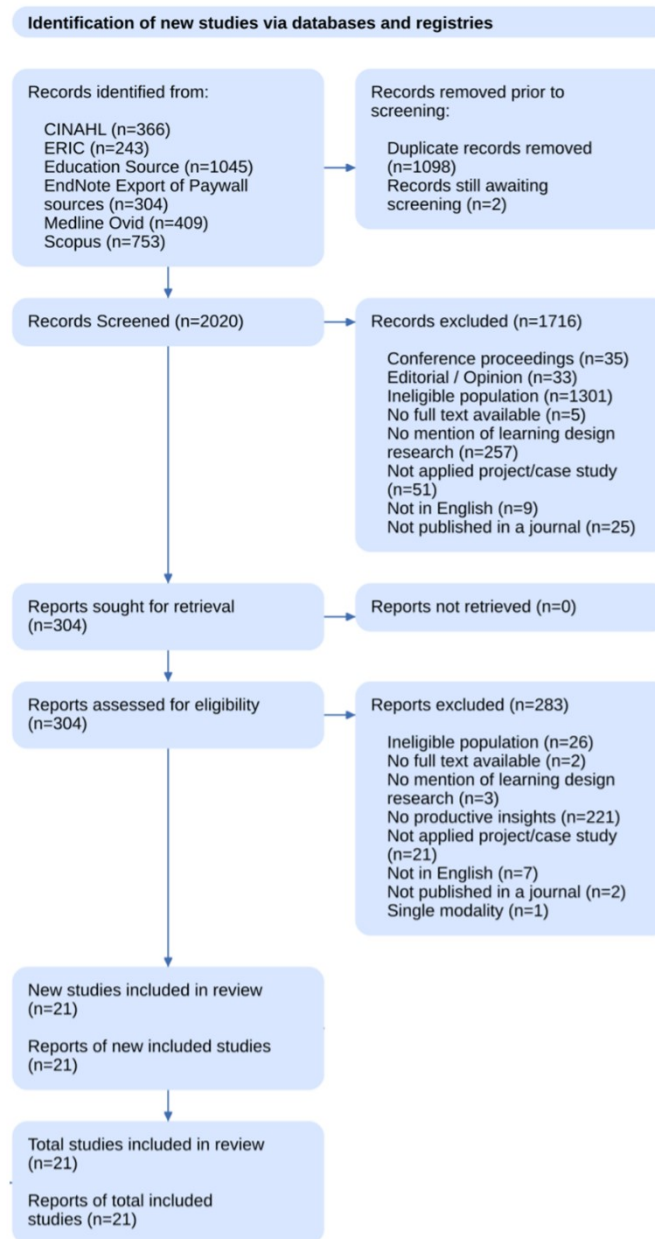 Identification of new studies via databases and registries
Records identified from:
CINAHL (n=366)
ERIC (n=243)
Education Source (n=1045)
EndNote Export of Paywall
sources (n=304)
Medline Ovid (n=409)
Scopus (n=753)
Records removed prior to
screening:
Duplicate records removed
(n=1098)
Records still awaiting
screening (n=2)
Records Screened (n=2020)
Records excluded (n=1716)
Conference proceedings (n=35)
Editorial / Opinion (n=33)
Ineligible population (n=1301)
No full text available (n=5)
No mention of learning design
research (n=257)
Not applied project/case study
(n=51)
Not in English (n=9)
Not published in a journal (n=25)
Reports sought for retrieval
(n=304)
Reports not retrieved (n=0)
Reports assessed for eligibility
(n=304)
Reports excluded (n=283)
Ineligible population (n=26)
No full text available (n=2)
No mention of learning design
research (n=3)
No productive insights (n=221)
Not applied project/case study
(n=21)
Not in English (n=7)
Not published in a journal (n=2)
Single modality (n=1)
New studies included in review
(n=21)
Reports of new included studies
(n=21)
Total studies included in review
(n=21)
Reports of total included
studies (n=21)